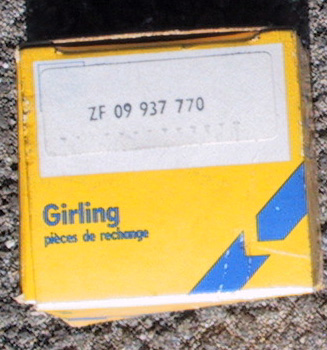 ZF 09 937 770
Girling
pièces de rechange